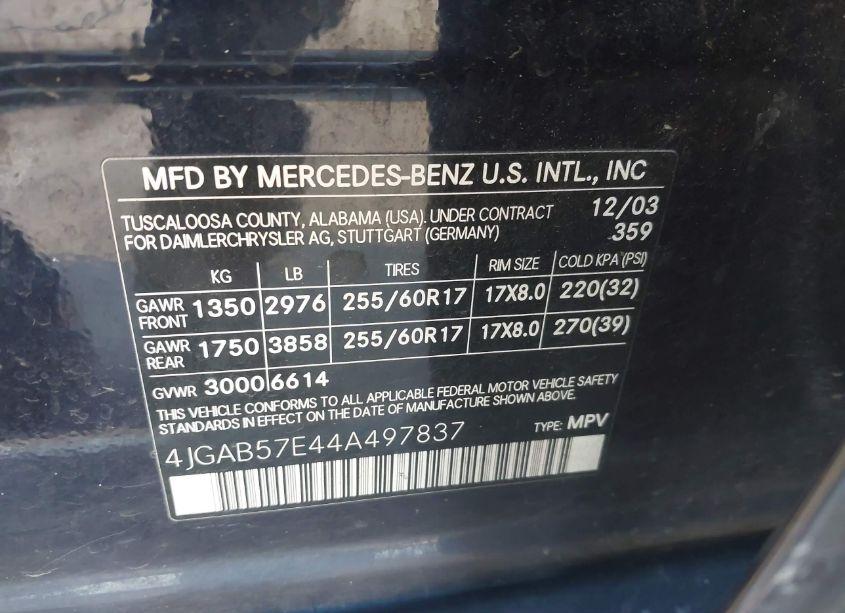 MFD BY MERCEDES-BENZ U.S. INTL., INC
TUSCALOOSA COUNTY, ALABAMA (USA). UNDER CONTRACT 12/03
FOR DAIMLERCHRYSLER AG, STUTTGART (GERMANY) 359
KG LB TIRES RIM SIZE COLD KPA (PSI)
GAWR FRONT 1350 2976 255/60R17 17X8.0 220(32)
GAWR REAR 1750 3858 255/60R17 17X8.0 270(39)
GVWR 3000 6614
THIS VEHICLE CONFORMS TO ALL APPLICABLE FEDERAL MOTOR VEHICLE SAFETY
STANDARDS IN EFFECT ON THE DATE OF MANUFACTURE SHOWN ABOVE.
4JGAB57E44A497837 TYPE: MPV